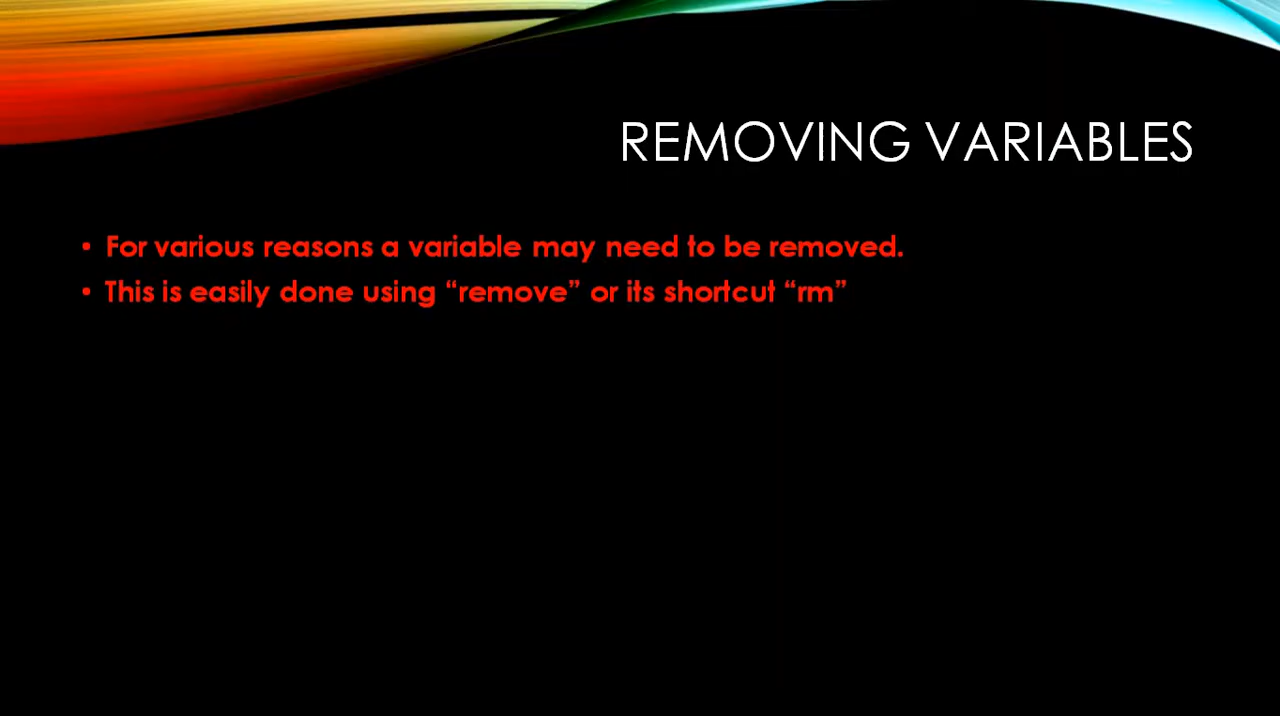 REMOVING VARIABLES
• For various reasons a variable may need to be removed.
• This is easily done using “remove” or its shortcut “rm”